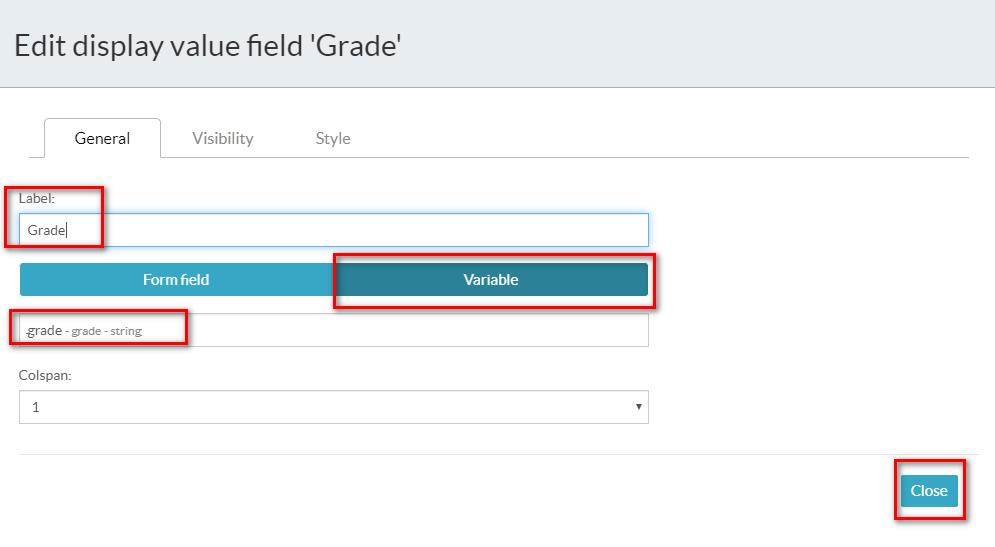 Edit display value field 'Grade'
General Visibility Style
Label:
Grade
Form field Variable
grade - grade - string
Colspan:
1
Close